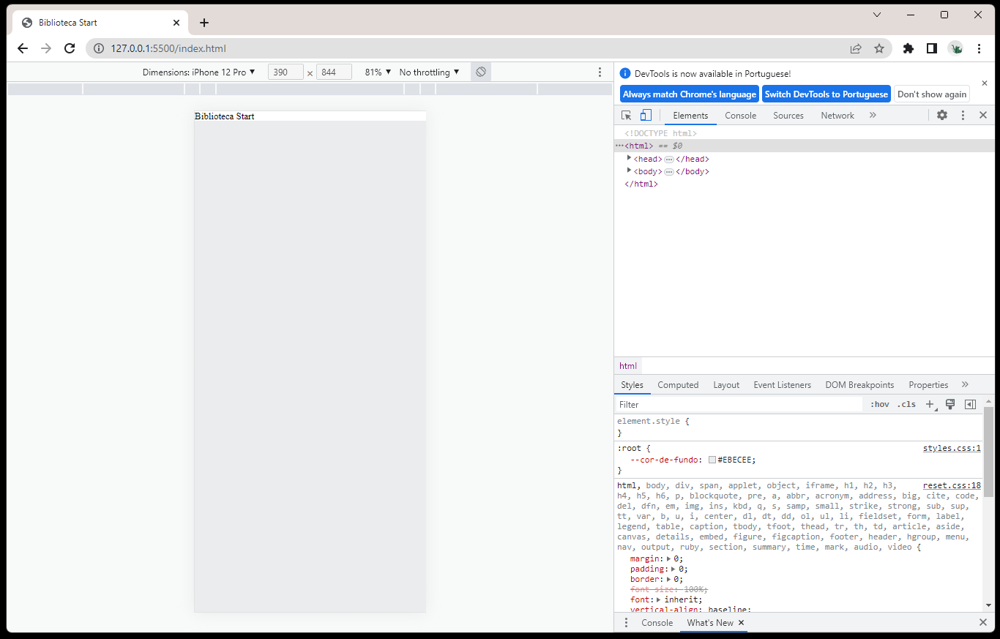 Biblioteca Start
127.0.0.1:5500/index.html
Dimensions: iPhone 12 Pro 390 × 844 81% No throttling
Biblioteca Start
DevTools is now available in Portuguese!
Always match Chrome's language Switch DevTools to Portuguese Don't show again
Elements Console Sources Network
<!DOCTYPE html>
<html> == $0
<head> </head>
<body> </body>
</html>
html
Styles Computed Layout Event Listeners DOM Breakpoints Properties
Filter :hov .cls
element.style {
}
:root { styles.css:1
--cor-de-fundo: #EBECEE;
}
html, body, div, span, applet, object, iframe, h1, h2, h3, reset.css:18
h4, h5, h6, p, blockquote, pre, a, abbr, acronym, address, big, cite, code,
del, dfn, em, img, ins, kbd, q, s, samp, small, strike, strong, sub, sup,
tt, var, b, u, i, center, dl, dt, dd, ol, ul, li, fieldset, form, label,
legend, table, caption, tbody, tfoot, thead, tr, th, td, article, aside,
canvas, details, embed, figure, figcaption, footer, header, hgroup, menu,
nav, output, ruby, section, summary, time, mark, audio, video {
margin: 0;
padding: 0;
border: 0;
font-size: 100%;
font: inherit;
vertical-align: baseline;
Console What's New